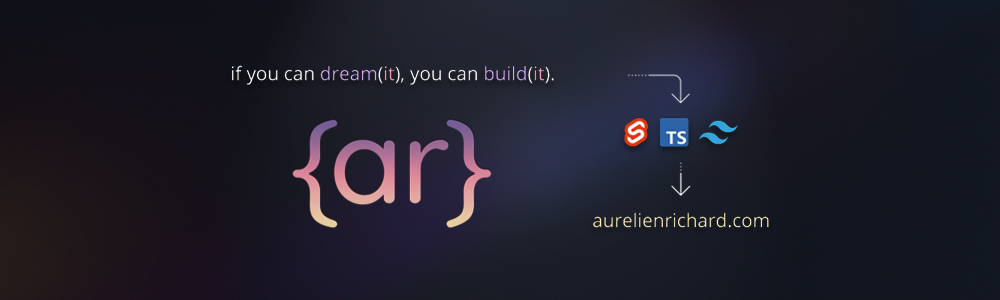 if you can dream(it), you can build(it).
{ar}
TS
aurelienrichard.com